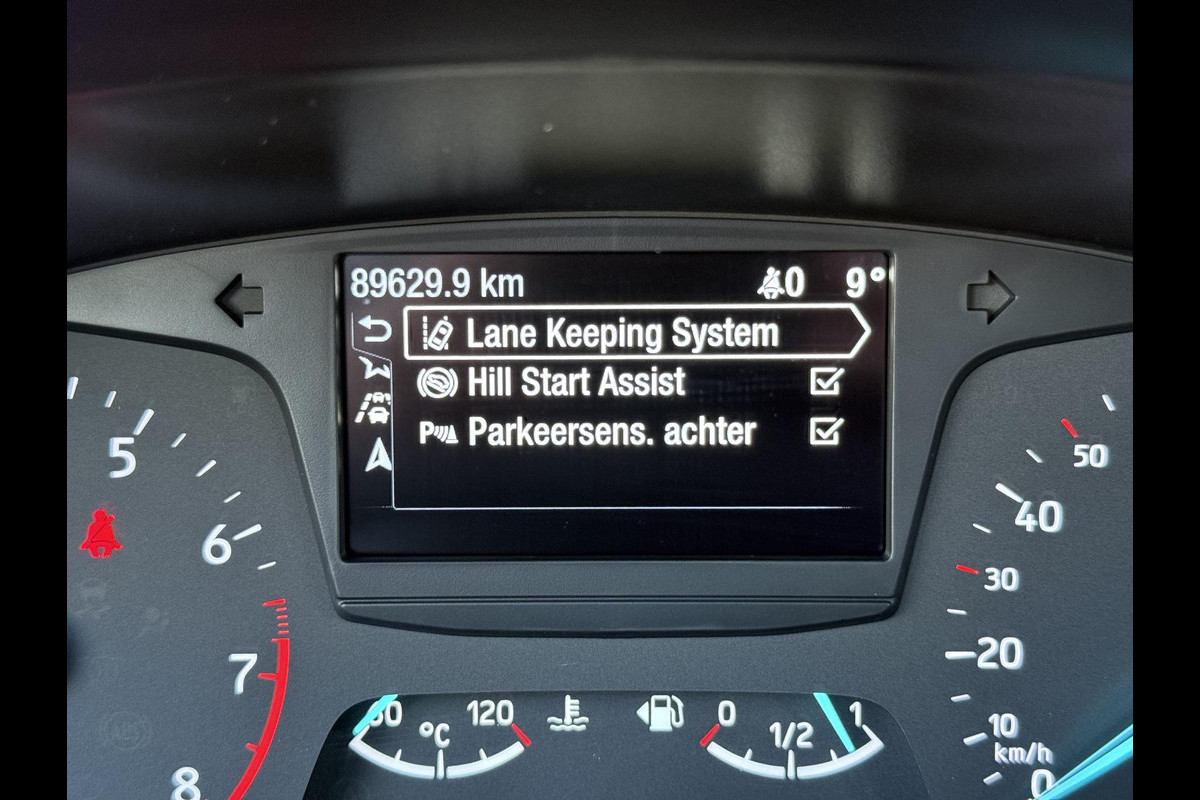 89629.9 km 0 9°
Lane Keeping System
Hill Start Assist
P Parkeersens. achter
5
6
7
8
60 120
°C
0 1/2 1
50
40
30
20
10
km/h
0